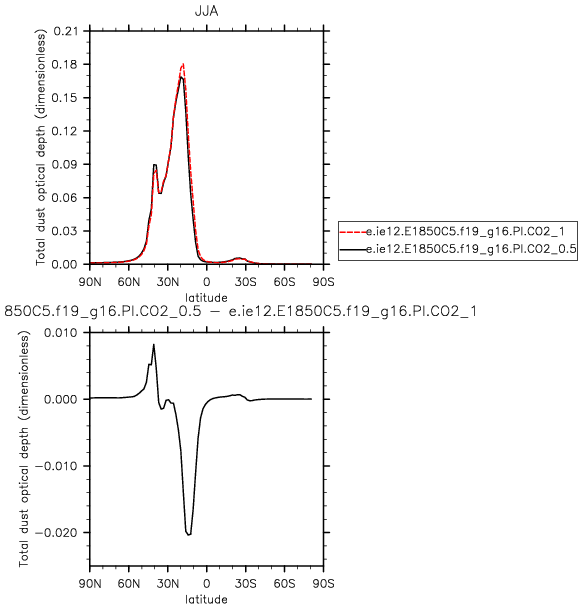 JJA
Total dust optical depth (dimensionless)
0.21
0.18
0.15
0.12
0.09
0.06
0.03
0.00
90N 60N 30N 0 30S 60S 90S
latitude
e.ie12.E1850C5.f19_g16.PI.CO2_1
e.ie12.E1850C5.f19_g16.PI.CO2_0.5
850C5.f19_g16.PI.CO2_0.5 − e.ie12.E1850C5.f19_g16.PI.CO2_1
Total dust optical depth (dimensionless)
0.010
0.000
−0.010
−0.020
90N 60N 30N 0 30S 60S 90S
latitude